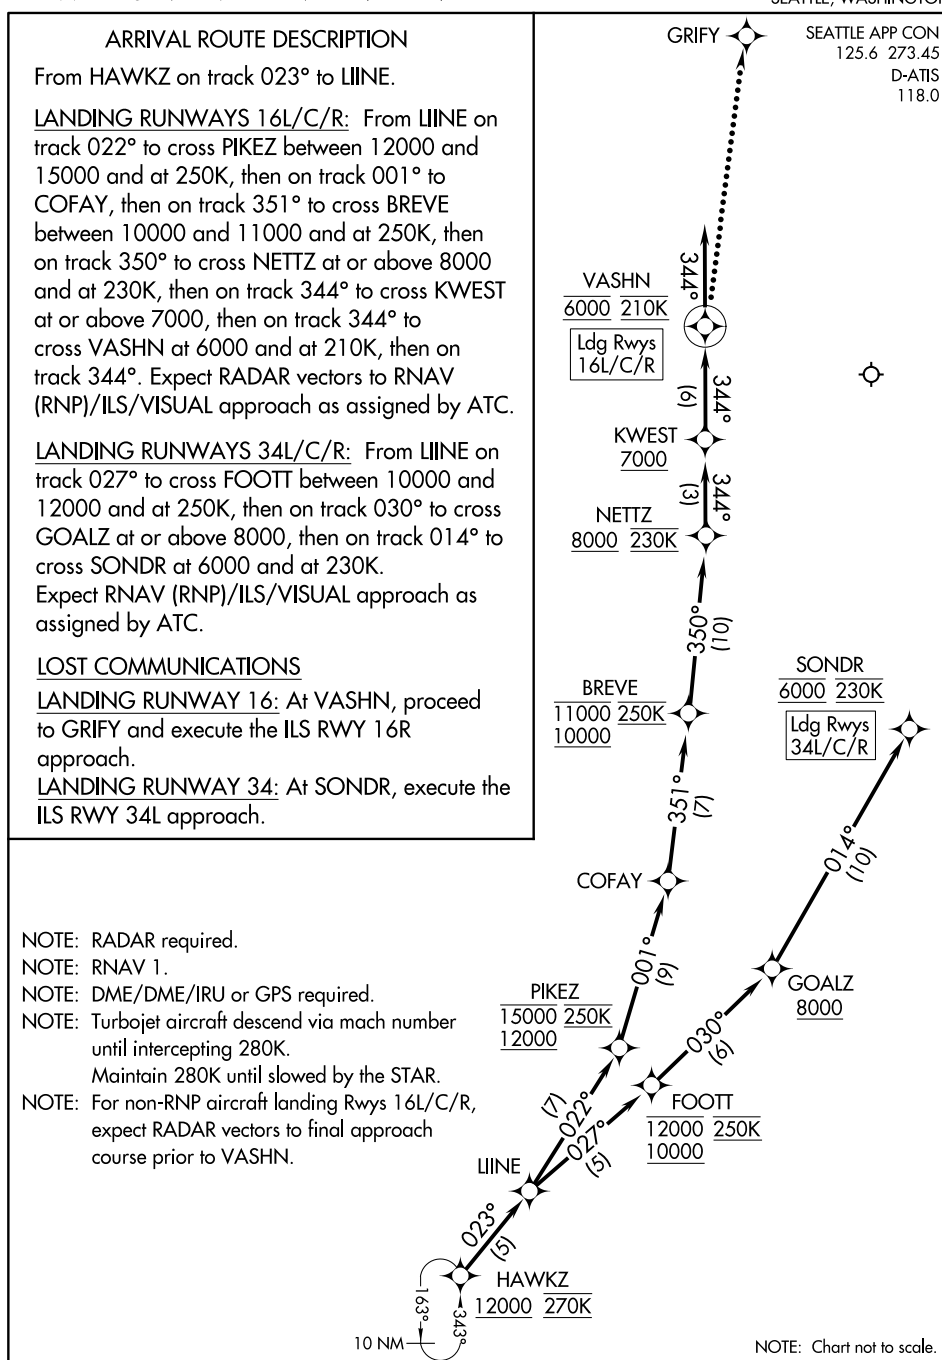 SEATTLE, WASHINGTON
ARRIVAL ROUTE DESCRIPTION
From HAWKZ on track 023° to LIINE.
LANDING RUNWAYS 16L/C/R: From LIINE on
track 022° to cross PIKEZ between 12000 and
15000 and at 250K, then on track 001° to
COFAY, then on track 351° to cross BREVE
between 10000 and 11000 and at 250K, then
on track 350° to cross NETTZ at or above 8000
and at 230K, then on track 344° to cross KWEST
at or above 7000, then on track 344° to
cross VASHN at 6000 and at 210K, then on
track 344°. Expect RADAR vectors to RNAV
(RNP)/ILS/VISUAL approach as assigned by ATC.
LANDING RUNWAYS 34L/C/R: From LIINE on
track 027° to cross FOOTT between 10000 and
12000 and at 250K, then on track 030° to cross
GOALZ at or above 8000, then on track 014° to
cross SONDR at 6000 and at 230K.
Expect RNAV (RNP)/ILS/VISUAL approach as
assigned by ATC.
LOST COMMUNICATIONS
LANDING RUNWAY 16: At VASHN, proceed
to GRIFY and execute the ILS RWY 16R
approach.
LANDING RUNWAY 34: At SONDR, execute the
ILS RWY 34L approach.
NOTE: RADAR required.
NOTE: RNAV 1.
NOTE: DME/DME/IRU or GPS required.
NOTE: Turbojet aircraft descend via mach number
until intercepting 280K.
Maintain 280K until slowed by the STAR.
NOTE: For non-RNP aircraft landing Rwys 16L/C/R,
expect RADAR vectors to final approach
course prior to VASHN.
GRIFY
SEATTLE APP CON
125.6 273.45
D-ATIS
118.0
344°
VASHN
6000 210K
Ldg Rwys
16L/C/R
344°
(6)
KWEST
7000
344°
(3)
NETTZ
8000 230K
350°
(10)
BREVE
11000 250K
10000
SONDR
6000 230K
Ldg Rwys
34L/C/R
351°
(7)
014°
(10)
COFAY
001°
(9)
GOALZ
8000
PIKEZ
15000 250K
12000
030°
(6)
FOOTT
12000 250K
10000
022°
(7)
027°
(5)
LIINE
023°
(5)
HAWKZ
12000 270K
163°
343°
10 NM
NOTE: Chart not to scale.